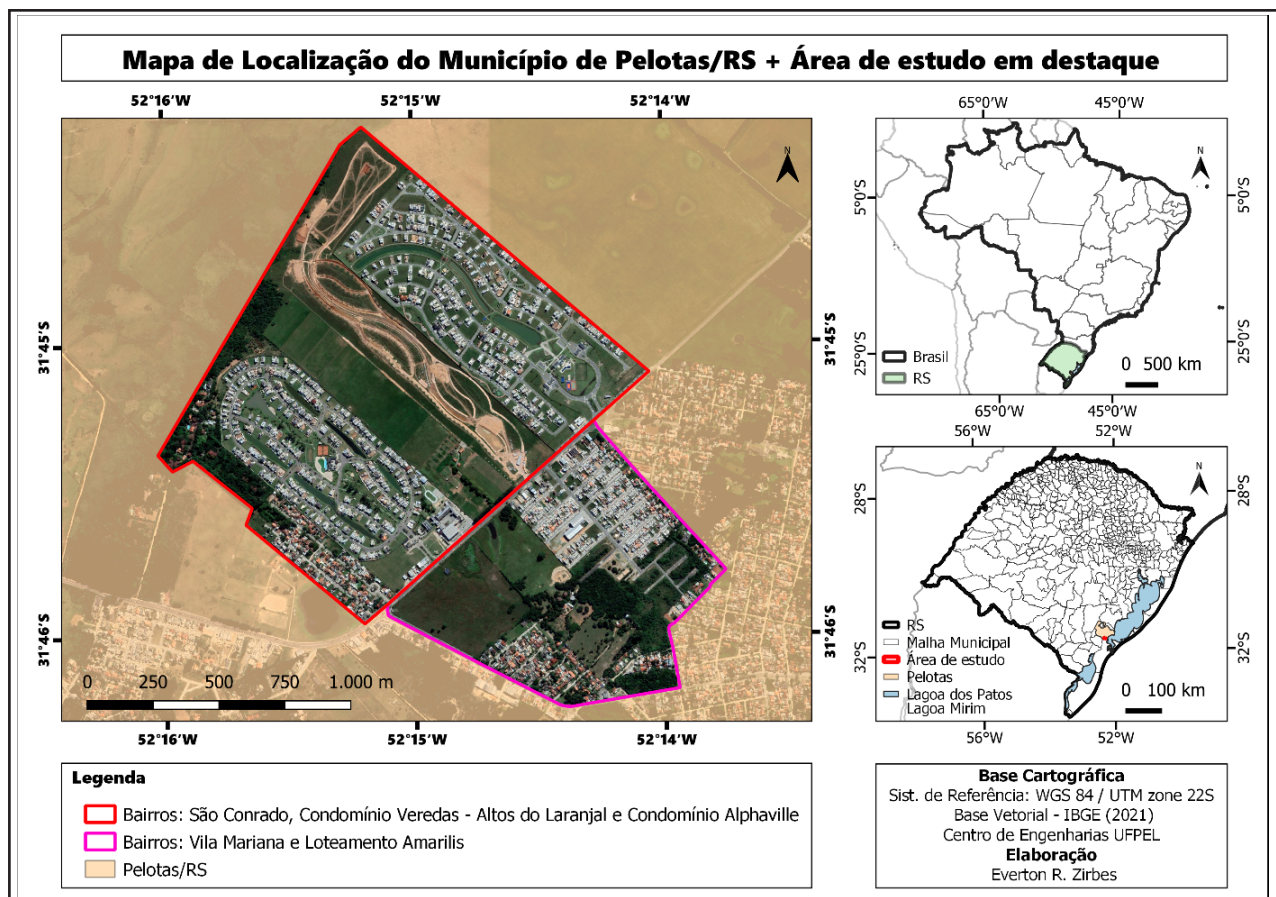 Mapa de Localização do Município de Pelotas/RS + Área de estudo em destaque
52°16'W 52°15'W 52°14'W
N
31°45'S 31°45'S
31°46'S 31°46'S
0 250 500 750 1.000 m
52°16'W 52°15'W 52°14'W
65°0'W 45°0'W
N
5°0'S 5°0'S
25°0'S 25°0'S
Brasil
RS
0 500 km
65°0'W 45°0'W
56°W 52°W
N
28°S 28°S
32°S 32°S
RS
Malha Municipal
Área de estudo
Pelotas
Lagoa dos Patos
Lagoa Mirim
0 100 km
56°W 52°W
Legenda
Bairros: São Conrado, Condomínio Veredas - Altos do Laranjal e Condomínio Alphaville
Bairros: Vila Mariana e Loteamento Amarilis
Pelotas/RS
Base Cartográfica
Sist. de Referência: WGS 84 / UTM zone 22S
Base Vetorial - IBGE (2021)
Centro de Engenharias UFPEL
Elaboração
Everton R. Zirbes